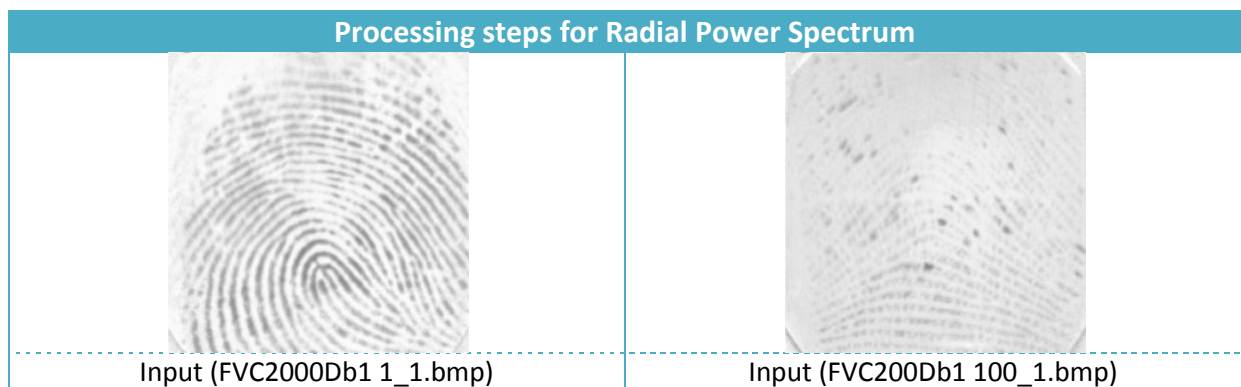 Processing steps for Radial Power Spectrum
Input (FVC2000Db1 1_1.bmp)
Input (FVC200Db1 100_1.bmp)